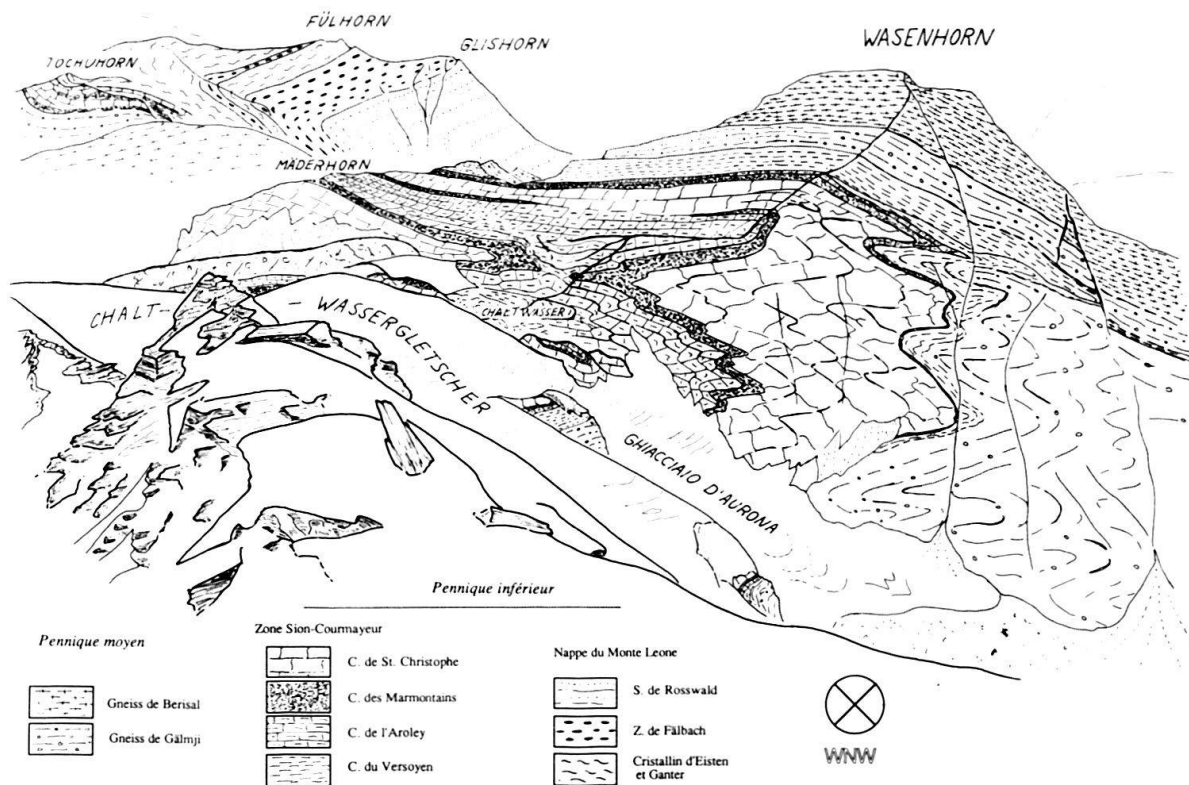 FÜLHORN
GLISHORN
WASENHORN
TOCHUHORN
MÄDERHORN
CHALT-
WASSERGLETSCHER
CHALTWASSER
GHIACCIAIO D'AURONA
Pennique inférieur
Pennique moyen
Gneiss de Berisal
Gneiss de Gälmji
Zone Sion-Courmayeur
C. de St. Christophe
C. des Marmontains
C. de l'Aroley
C. du Versoyen
Nappe du Monte Leone
S. de Rosswald
Z. de Fälbach
Cristallin d'Eisten
et Ganter
WNW